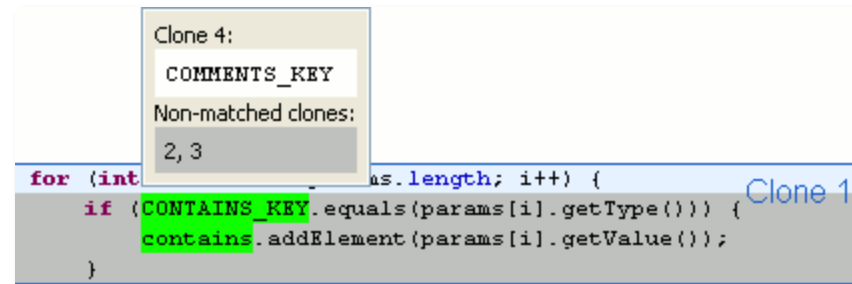 Clone 4:
COMMENTS_KEY
Non-matched clones:
2, 3
for (int ms.length; i++) {
Clone 1
if (CONTAINS_KEY.equals(params[i].getType())) {
contains.addElement(params[i].getValue());
}